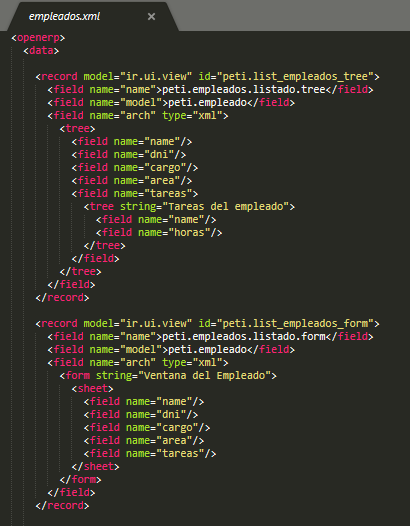 empleados.xml ×
<openerp>
<data>
<record model="ir.ui.view" id="peti.list_empleados_tree">
<field name="name">peti.empleados.listado.tree</field>
<field name="model">peti.empleado</field>
<field name="arch" type="xml">
<tree>
<field name="name"/>
<field name="dni"/>
<field name="cargo"/>
<field name="area"/>
<field name="tareas">
<tree string="Tareas del empleado">
<field name="name"/>
<field name="horas"/>
</tree>
</field>
</tree>
</field>
</record>
<record model="ir.ui.view" id="peti.list_empleados_form">
<field name="name">peti.empleados.listado.form</field>
<field name="model">peti.empleado</field>
<field name="arch" type="xml">
<form string="Ventana del Empleado">
<sheet>
<field name="name"/>
<field name="dni"/>
<field name="cargo"/>
<field name="area"/>
<field name="tareas"/>
</sheet>
</form>
</field>
</record>